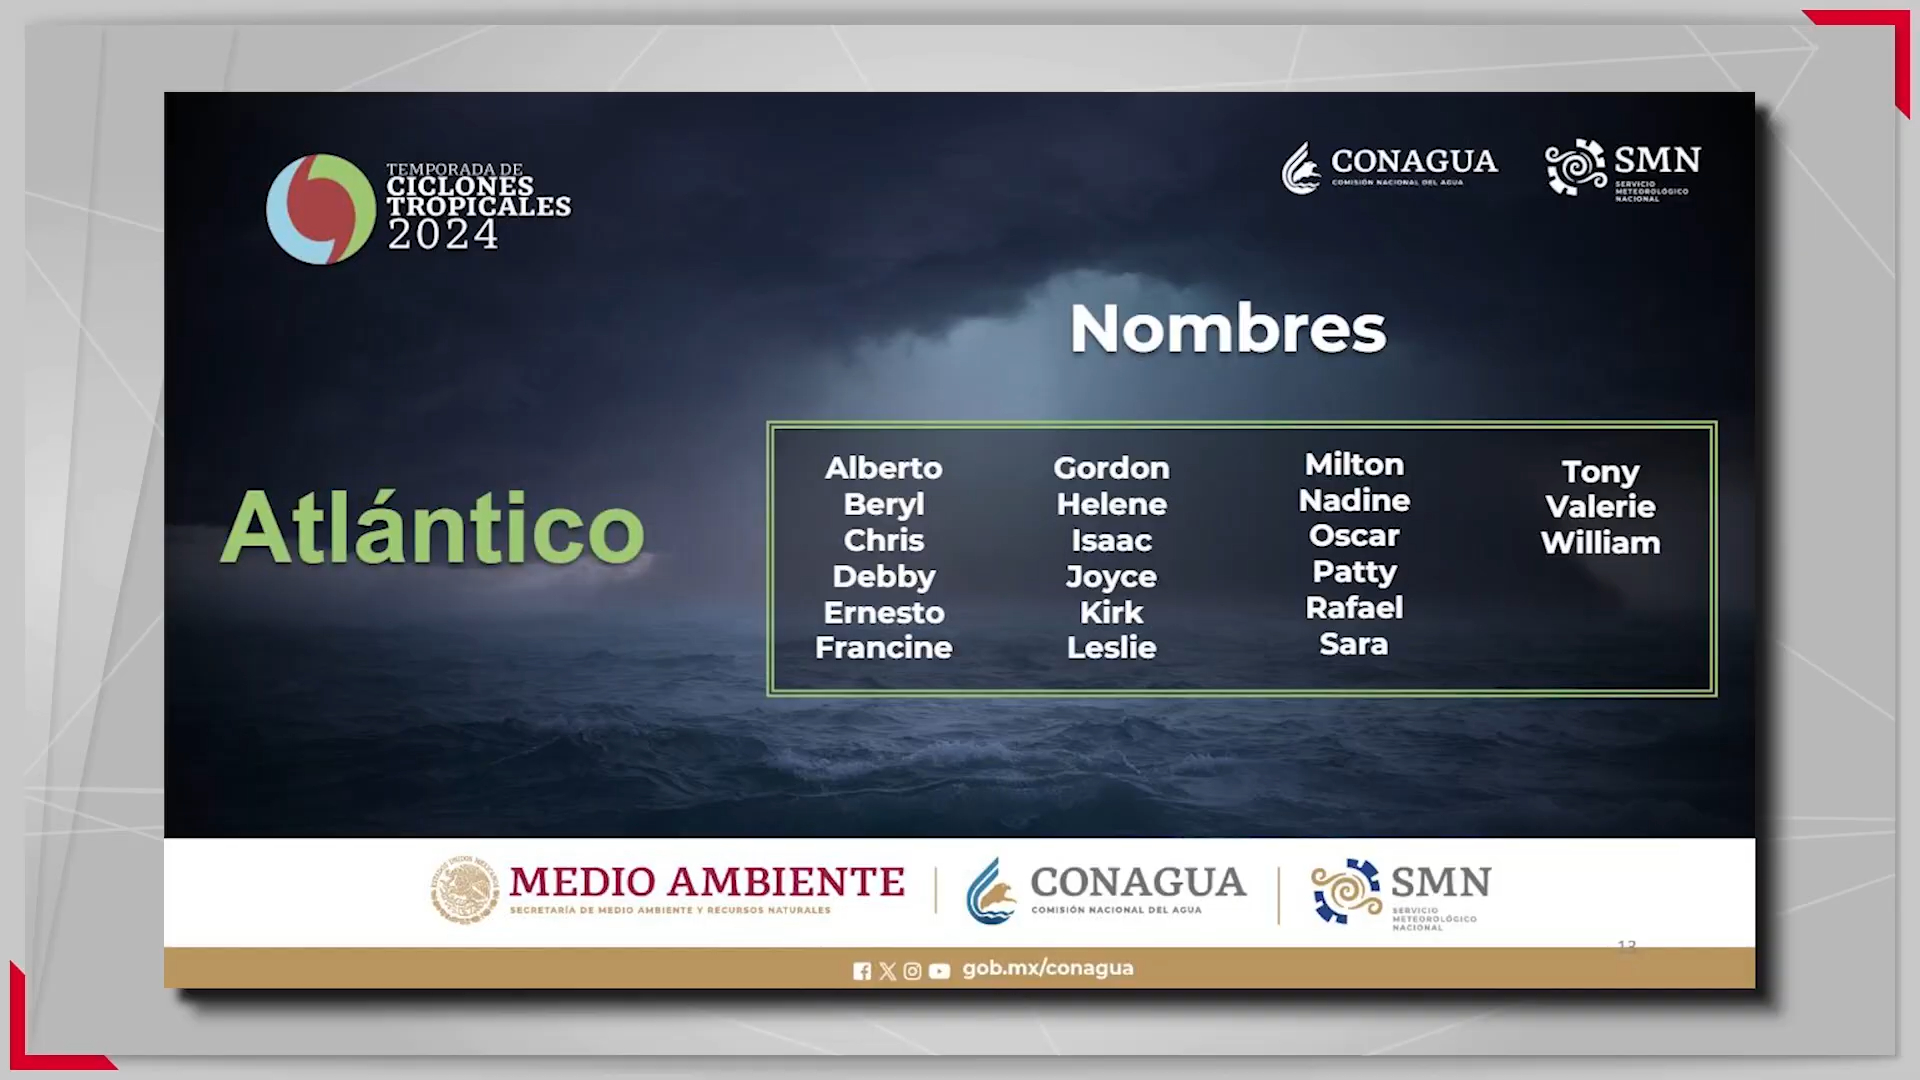 TEMPORADA DE
CICLONES
TROPICALES
2024
CONAGUA
COMISIÓN NACIONAL DEL AGUA
SMN
SERVICIO
METEOROLÓGICO
NACIONAL
Nombres
Atlántico
Alberto
Beryl
Chris
Debby
Ernesto
Francine
Gordon
Helene
Isaac
Joyce
Kirk
Leslie
Milton
Nadine
Oscar
Patty
Rafael
Sara
Tony
Valerie
William
MEDIO AMBIENTE
SECRETARÍA DE MEDIO AMBIENTE Y RECURSOS NATURALES
CONAGUA
COMISIÓN NACIONAL DEL AGUA
SMN
SERVICIO
METEOROLÓGICO
NACIONAL
13
gob.mx/conagua